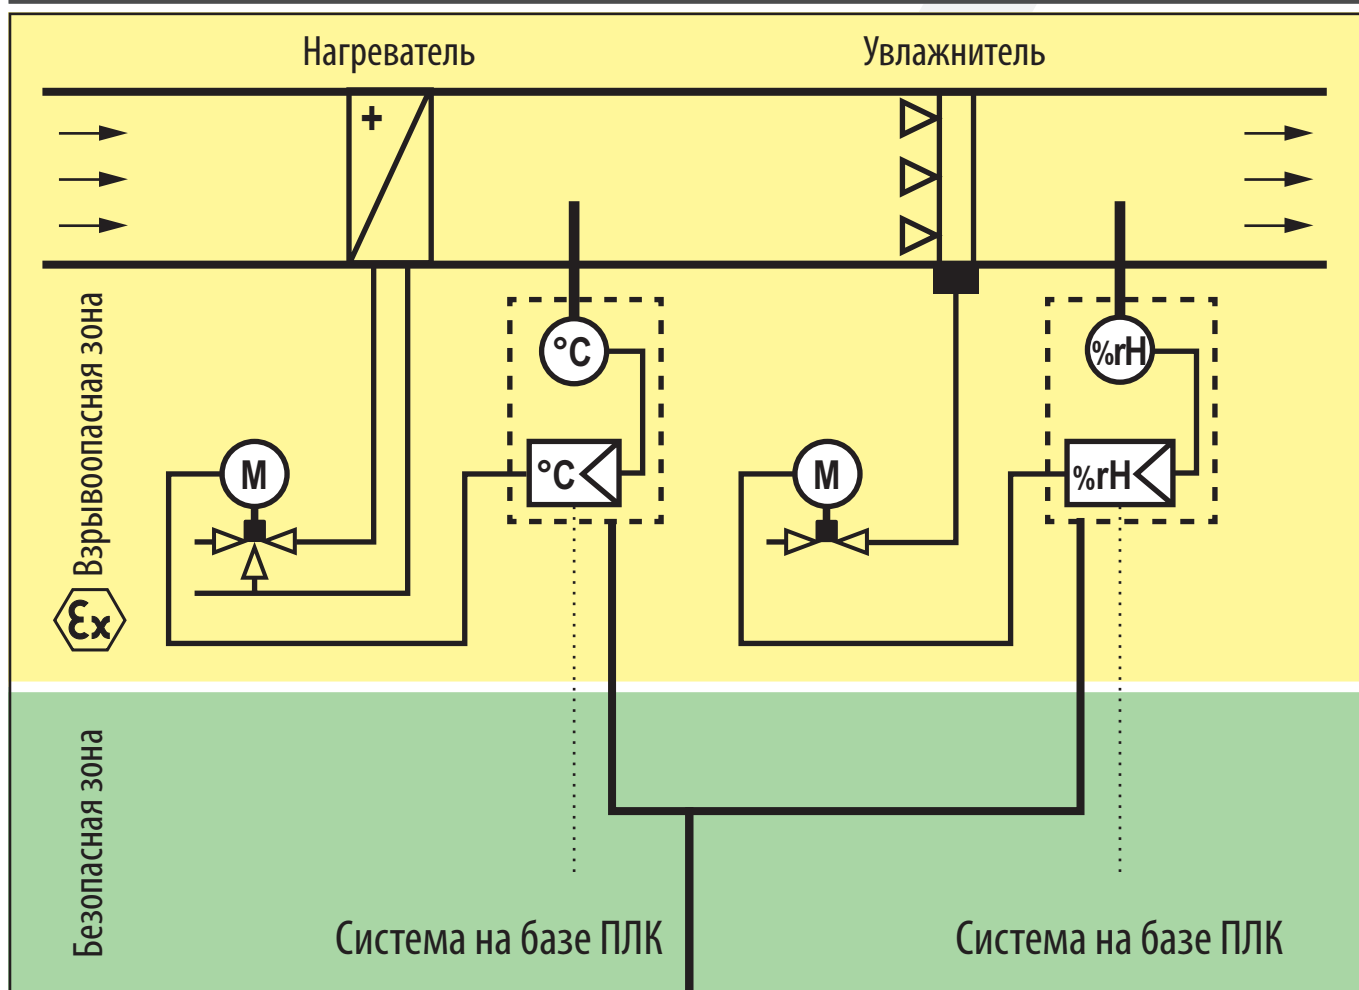 Нагреватель
Увлажнитель
+
Взрывоопасная зона
°C
%rH
M
°C
M
%rH
Ex
Безопасная зона
Система на базе ПЛК
Система на базе ПЛК